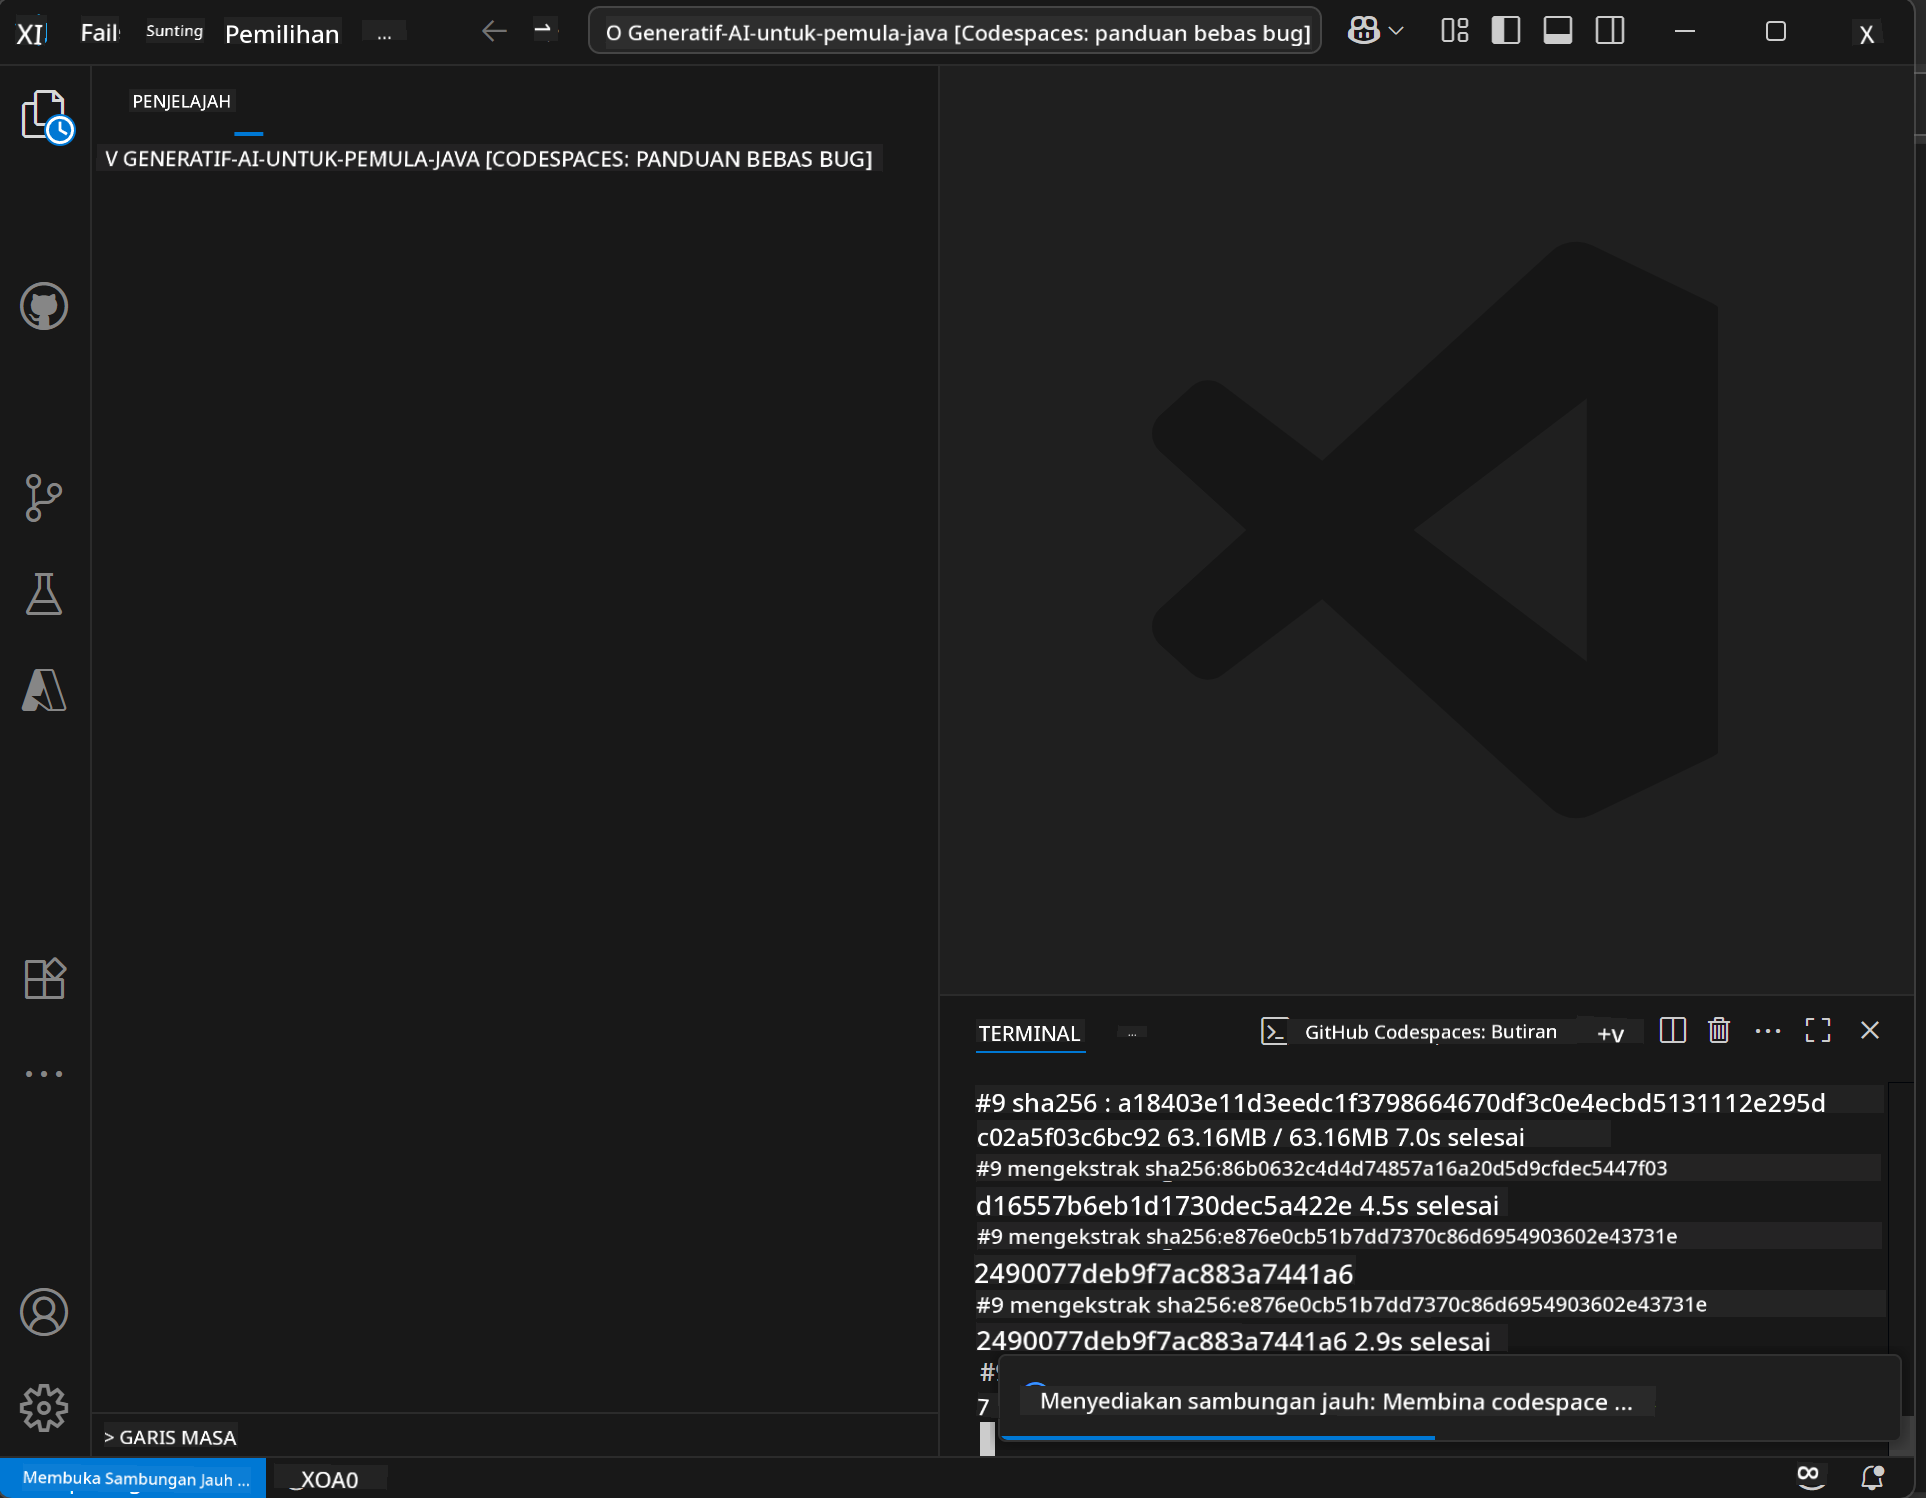 Fail
Sunting
Pemilihan
...
O Generatif-AI-untuk-pemula-java [Codespaces: panduan bebas bug]
PENJELAJAH
V GENERATIF-AI-UNTUK-PEMULA-JAVA [CODESPACES: PANDUAN BEBAS BUG]
TERMINAL
...
GitHub Codespaces: Butiran
+v
#9 sha256 : a18403e11d3eedc1f3798664670df3c0e4ecbd5131112e295d
c02a5f03c6bc92 63.16MB / 63.16MB 7.0s selesai
#9 mengekstrak sha256:86b0632c4d4d74857a16a20d5d9cfdec5447f03
d16557b6eb1d1730dec5a422e 4.5s selesai
#9 mengekstrak sha256:e876e0cb51b7dd7370c86d6954903602e43731e
2490077deb9f7ac883a7441a6
#9 mengekstrak sha256:e876e0cb51b7dd7370c86d6954903602e43731e
2490077deb9f7ac883a7441a6 2.9s selesai
7
Menyediakan sambungan jauh: Membina codespace ...
> GARIS MASA
Membuka Sambungan Jauh ...
XOA0